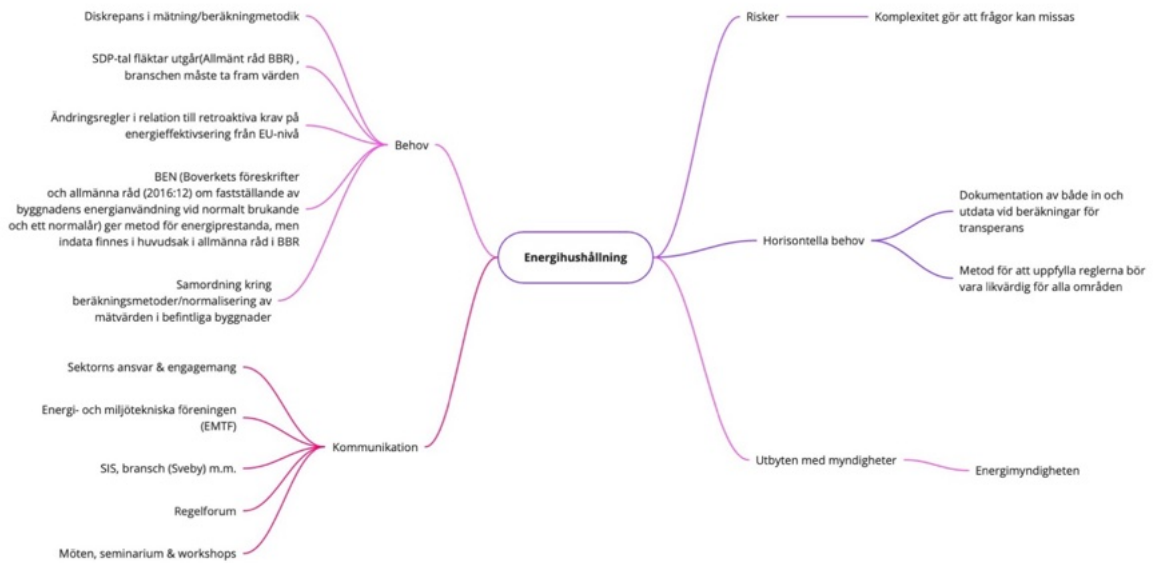 Diskrepans i mätning/beräkningmetodik
SDP-tal fläktar utgår(Allmänt råd BBR) ,
branschen måste ta fram värden
Ändringsregler i relation till retroaktiva krav på
energieffektivsering från EU-nivå
BEN (Boverkets föreskrifter
och allmänna råd (2016:12) om fastställande av
byggnadens energianvändning vid normalt brukande
och ett normalår) ger metod för energiprestanda, men
indata finnes i huvudsak i allmänna råd i BBR
Samordning kring
beräkningsmetoder/normalisering av
mätvärden i befintliga byggnader
Behov
Sektorns ansvar & engagemang
Energi- och miljötekniska föreningen
(EMTF)
SIS, bransch (Sveby) m.m.
Regelforum
Möten, seminarium & workshops
Kommunikation
Energihushållning
Risker
Komplexitet gör att frågor kan missas
Horisontella behov
Dokumentation av både in och
utdata vid beräkningar för
transperans
Metod för att uppfylla reglerna bör
vara likvärdig för alla områden
Utbyten med myndigheter
Energimyndigheten